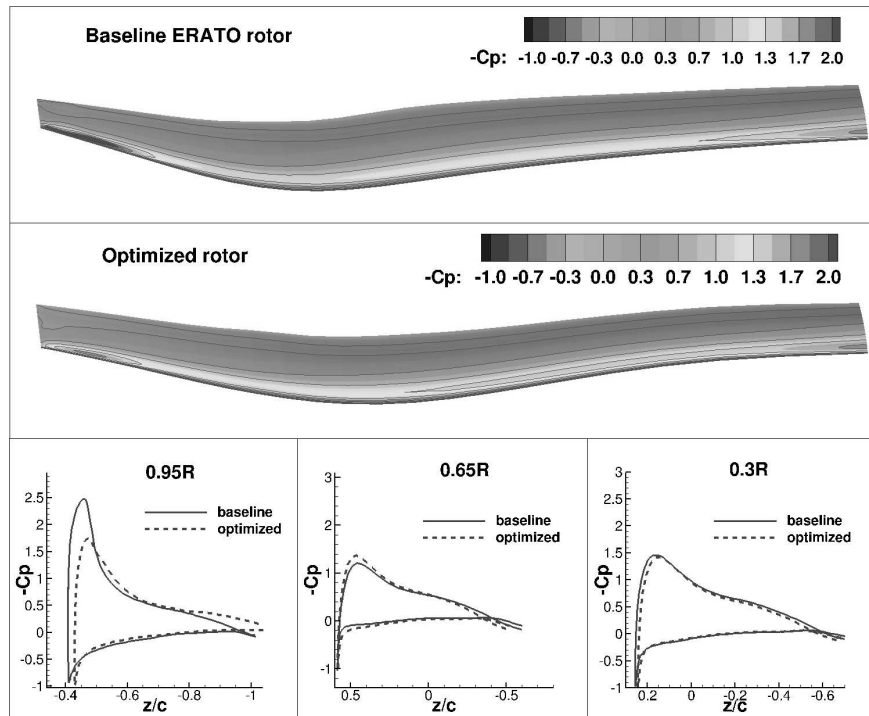 Baseline ERATO rotor
-Cp: -1.0 -0.7 -0.3 0.0 0.3 0.7 1.0 1.3 1.7 2.0
Optimized rotor
-Cp: -1.0 -0.7 -0.3 0.0 0.3 0.7 1.0 1.3 1.7 2.0
0.95R
baseline
optimized
-Cp
2.5
2
1.5
1
0.5
0
-0.5
-1
-0.4 -0.6 -0.8 -1
z/c
0.65R
baseline
optimized
-Cp
3
2
1
0
-1
0.5 0 -0.5
z/c
0.3R
baseline
optimized
-Cp
3
2.5
2
1.5
1
0.5
0
-0.5
-1
0.2 0 -0.2 -0.4 -0.6
z/c